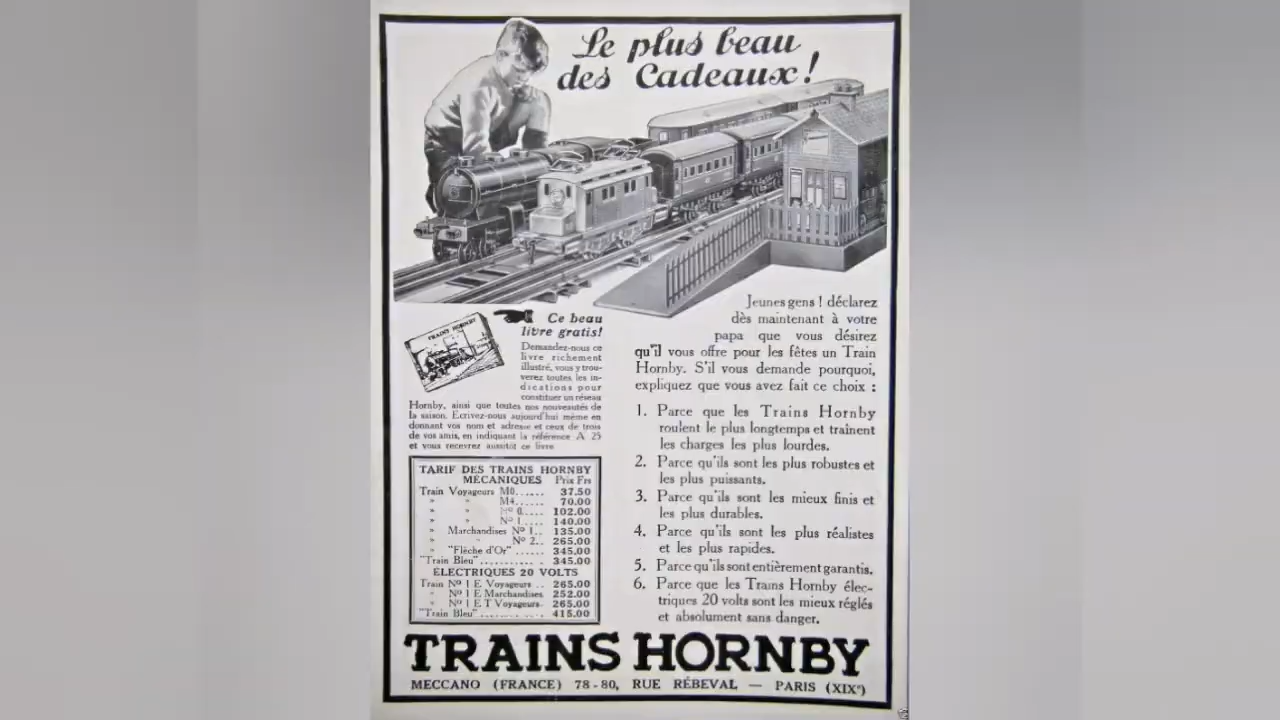 Le plus beau
des Cadeaux!
TRAINS HORNBY
Ce beau
livre gratis!
Demandez-nous ce
livre richement
illustré, vous y trou-
verez toutes les in-
dications pour
constituer un réseau
Hornby, ainsi que toutes nos nouveautés de
la saison. Ecrivez-nous aujourd'hui même en
donnant vos nom et adresse et ceux de trois
de vos amis, en indiquant la référence A 25
et vous recevrez aussitôt ce livre
TARIF DES TRAINS HORNBY
MÉCANIQUES Prix Frs
Train Voyageurs M0...... 37.50
" " M4...... 70.00
" " Nº 0..... 102.00
" " Nº 1..... 140.00
" Marchandises Nº 1.. 135.00
" " Nº 2.. 265.00
" "Flèche d'Or" ...... 345.00
"Train Bleu"........... 345.00
ÉLECTRIQUES 20 VOLTS
Train Nº 1 E Voyageurs .. 265.00
" Nº 1 E Marchandises 252.00
" Nº 1 E T Voyageurs. 265.00
"Train Bleu"........... 415.00
Jeunes gens ! déclarez
dès maintenant à votre
papa que vous désirez
qu'il vous offre pour les fêtes un Train
Hornby. S'il vous demande pourquoi,
expliquez que vous avez fait ce choix :
1. Parce que les Trains Hornby
roulent le plus longtemps et traînent
les charges les plus lourdes.
2. Parce qu'ils sont les plus robustes et
les plus puissants.
3. Parce qu'ils sont les mieux finis et
les plus durables.
4. Parce qu'ils sont les plus réalistes
et les plus rapides.
5. Parce qu'ils sont entièrement garantis.
6. Parce que les Trains Hornby élec-
triques 20 volts sont les mieux réglés
et absolument sans danger.
TRAINS HORNBY
MECCANO (FRANCE) 78-80, RUE RÉBEVAL — PARIS (XIXe)